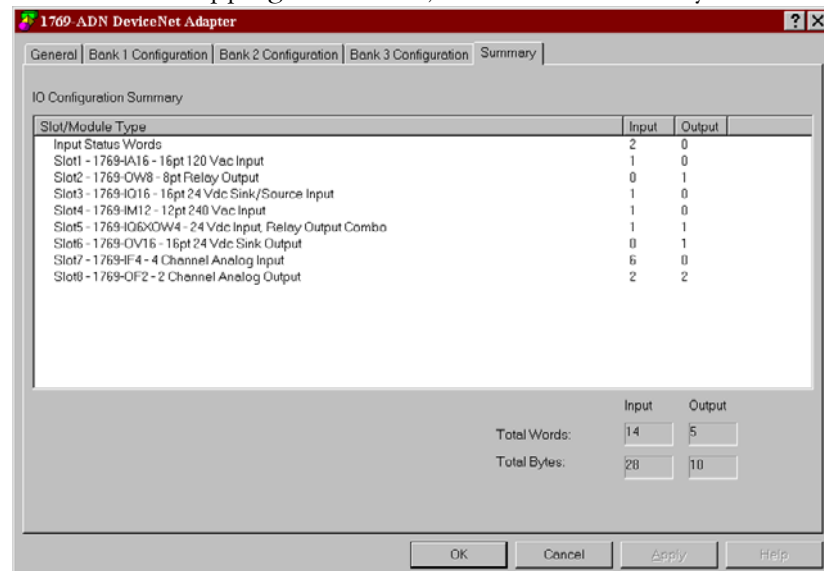 1769-ADN DeviceNet Adapter
General Bank 1 Configuration Bank 2 Configuration Bank 3 Configuration Summary
IO Configuration Summary
Slot/Module Type Input Output
Input Status Words 2 0
Slot1 - 1769-IA16 - 16pt 120 Vac Input 1 0
Slot2 - 1769-OW8 - 8pt Relay Output 0 1
Slot3 - 1769-IQ16 - 16pt 24 Vdc Sink/Source Input 1 0
Slot4 - 1769-IM12 - 12pt 240 Vac Input 1 0
Slot5 - 1769-IQ6XOW4 - 24 Vdc Input, Relay Output Combo 1 1
Slot6 - 1769-OV16 - 16pt 24 Vdc Sink Output 0 1
Slot7 - 1769-IF4 - 4 Channel Analog Input 6 0
Slot8 - 1769-OF2 - 2 Channel Analog Output 2 2
Input Output
Total Words: 14 5
Total Bytes: 28 10
OK Cancel Apply Help